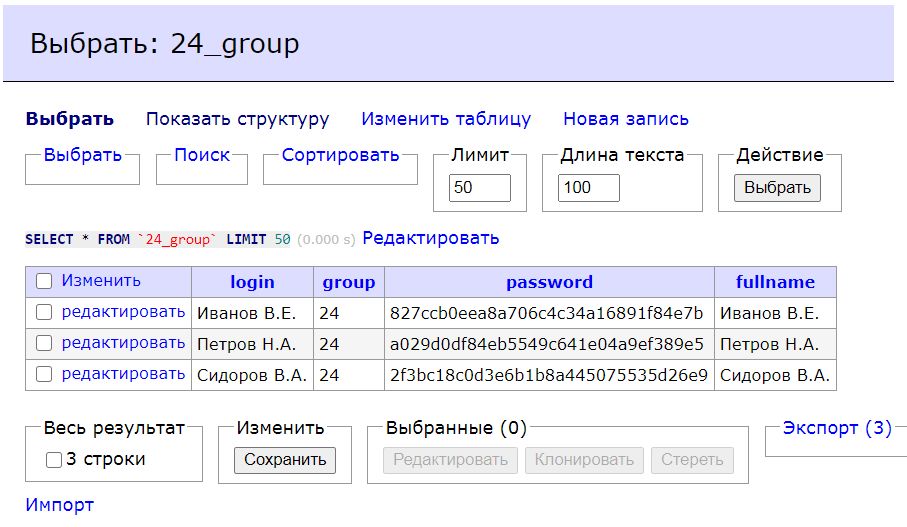 Выбрать: 24_group
Выбрать Показать структуру Изменить таблицу Новая запись
Выбрать Поиск Сортировать Лимит Длина текста Действие
50 100 Выбрать
SELECT * FROM `24_group` LIMIT 50 (0.000 s) Редактировать
Изменить login group password fullname
редактировать Иванов В.Е. 24 827ccb0eea8a706c4c34a16891f84e7b Иванов В.Е.
редактировать Петров Н.А. 24 a029d0df84eb5549c641e04a9ef389e5 Петров Н.А.
редактировать Сидоров В.А. 24 2f3bc18c0d3e6b1b8a445075535d26e9 Сидоров В.А.
Весь результат Изменить Выбранные (0) Экспорт (3)
3 строки Сохранить Редактировать Клонировать Стереть
Импорт